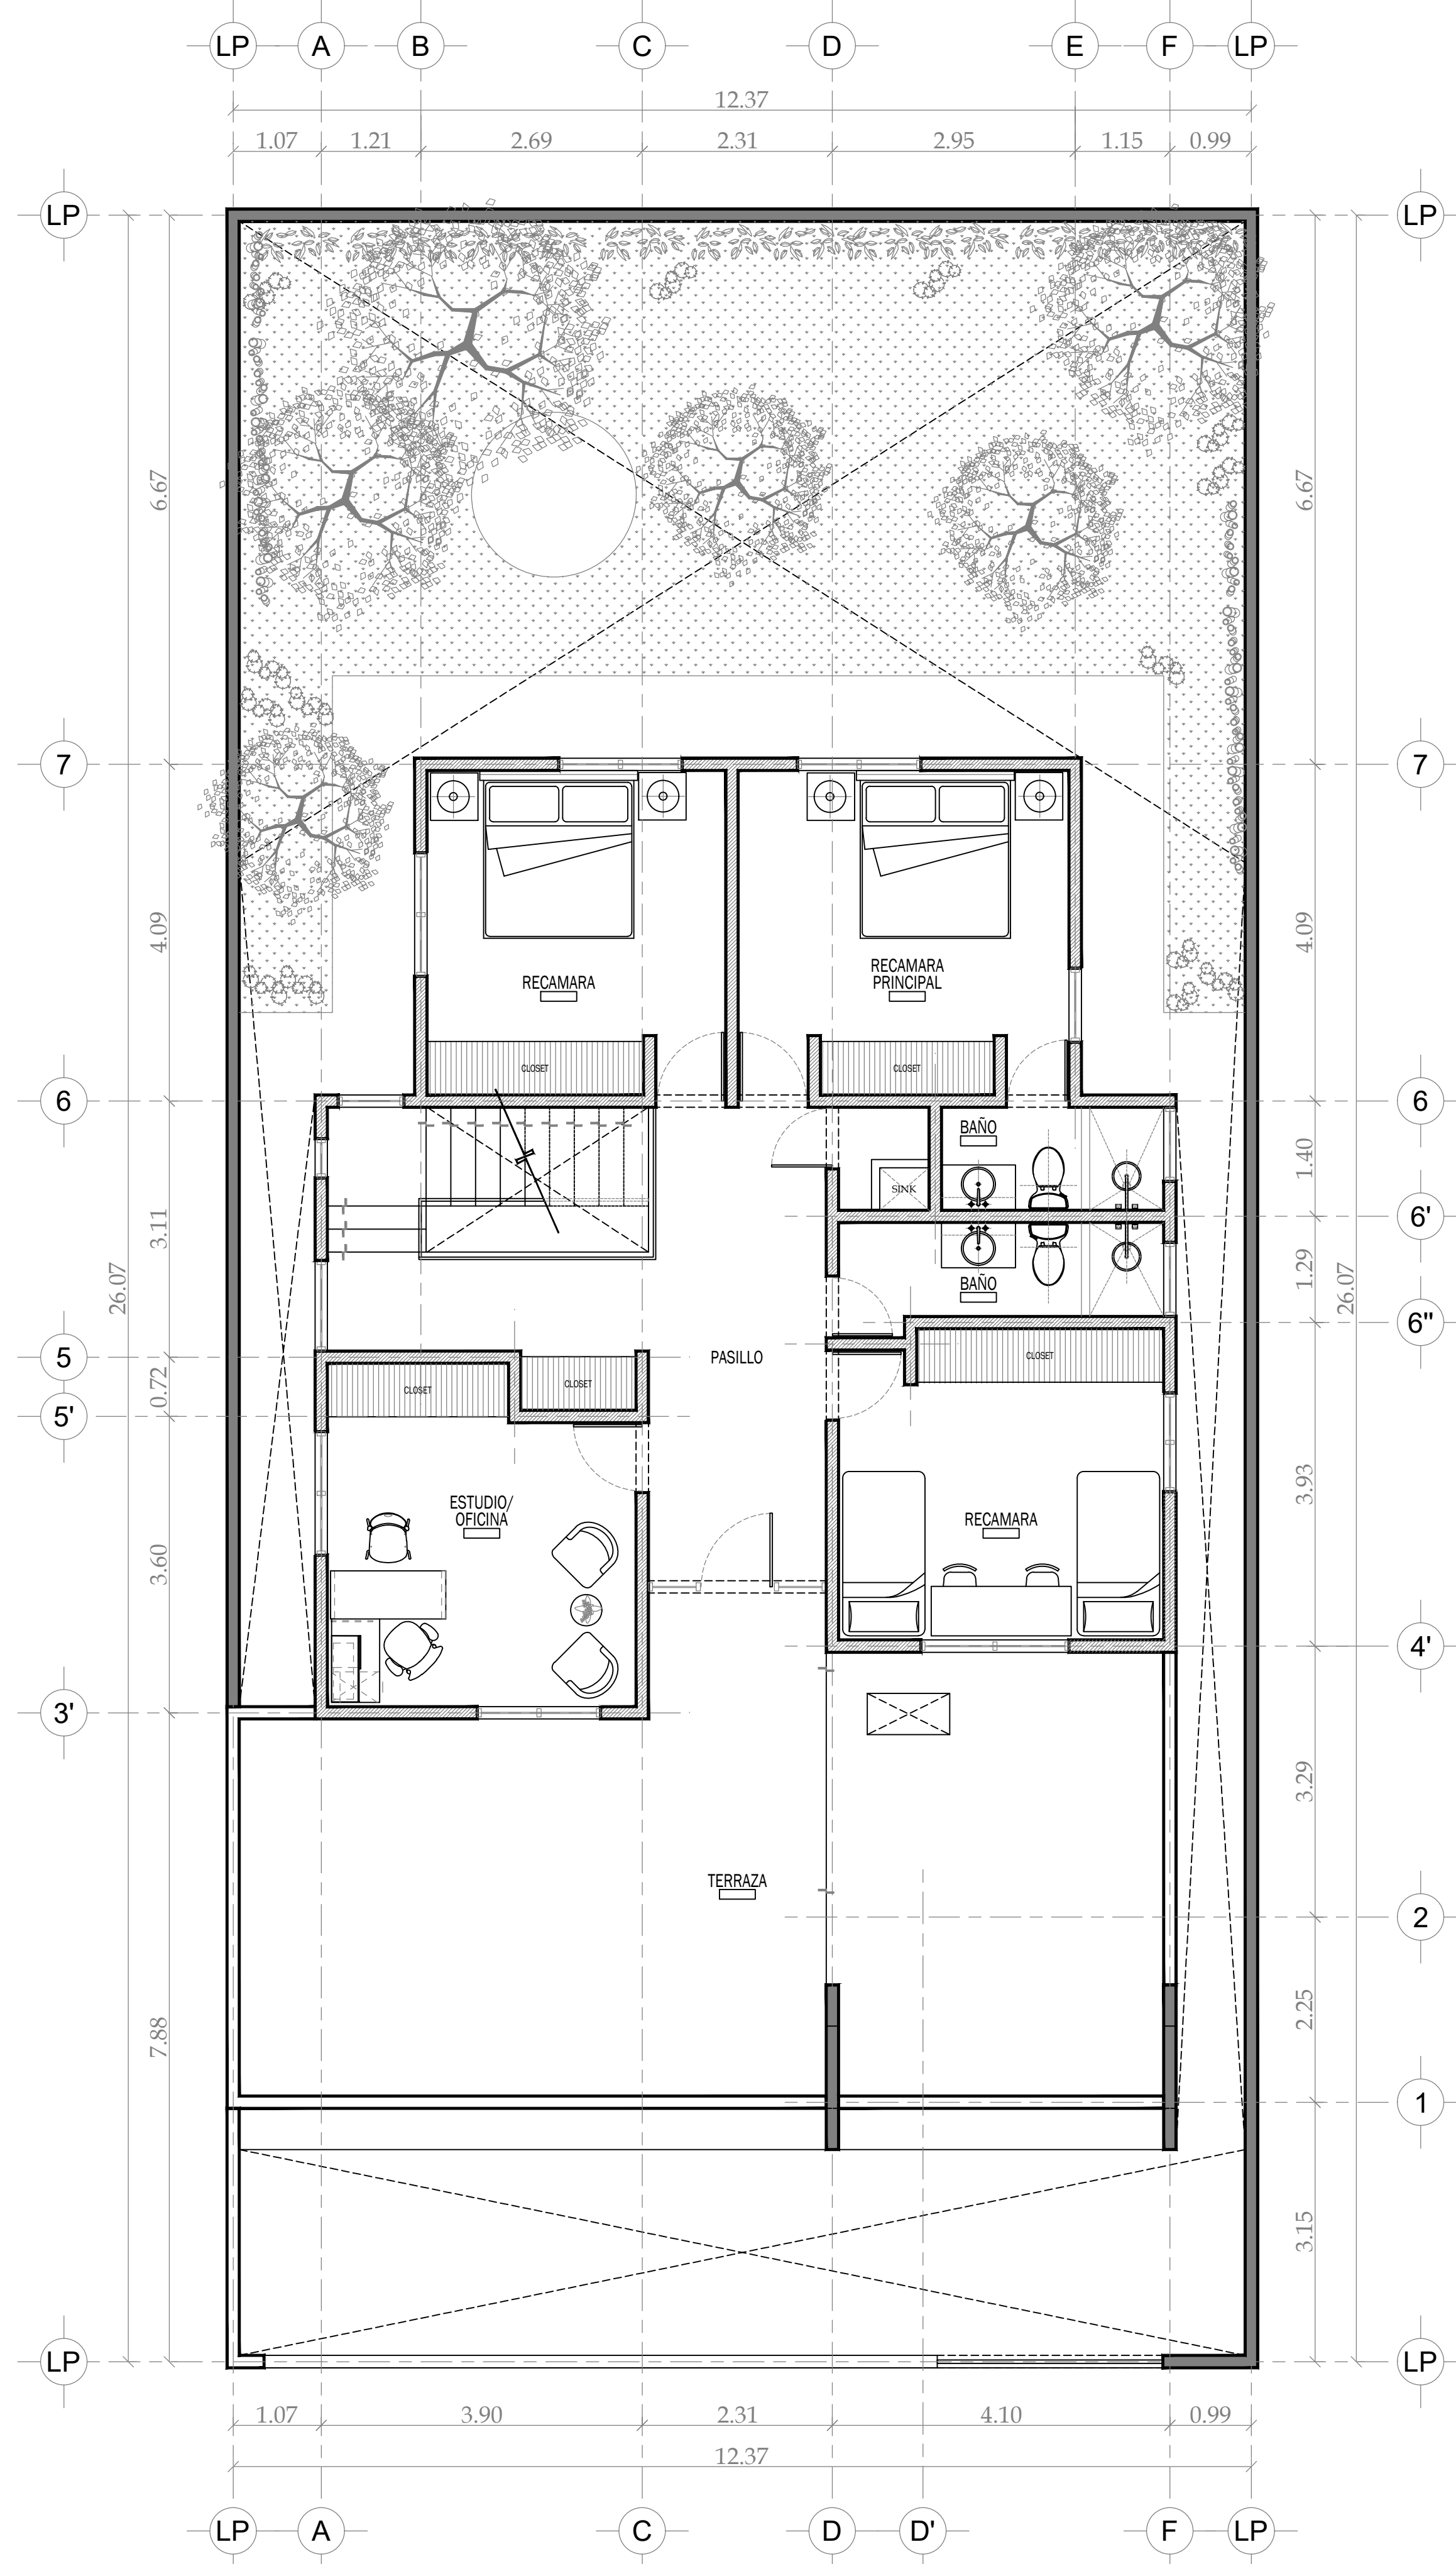 LP A B C D E F LP
12.37
1.07 1.21 2.69 2.31 2.95 1.15 0.99
LP LP
6.67 6.67
7 7
4.09 4.09
RECAMARA
RECAMARA
PRINCIPAL
CLOSET CLOSET
6 6
BAÑO
1.40
SINK
3.11
6'
26.07 26.07
1.29
BAÑO
6"
5
PASILLO
CLOSET
0.72
CLOSET CLOSET
5'
3.93
ESTUDIO/
OFICINA
RECAMARA
3.60
4'
3'
3.29
TERRAZA
2
2.25
7.88
1
3.15
LP LP
1.07 3.90 2.31 4.10 0.99
12.37
LP A C D D' F LP